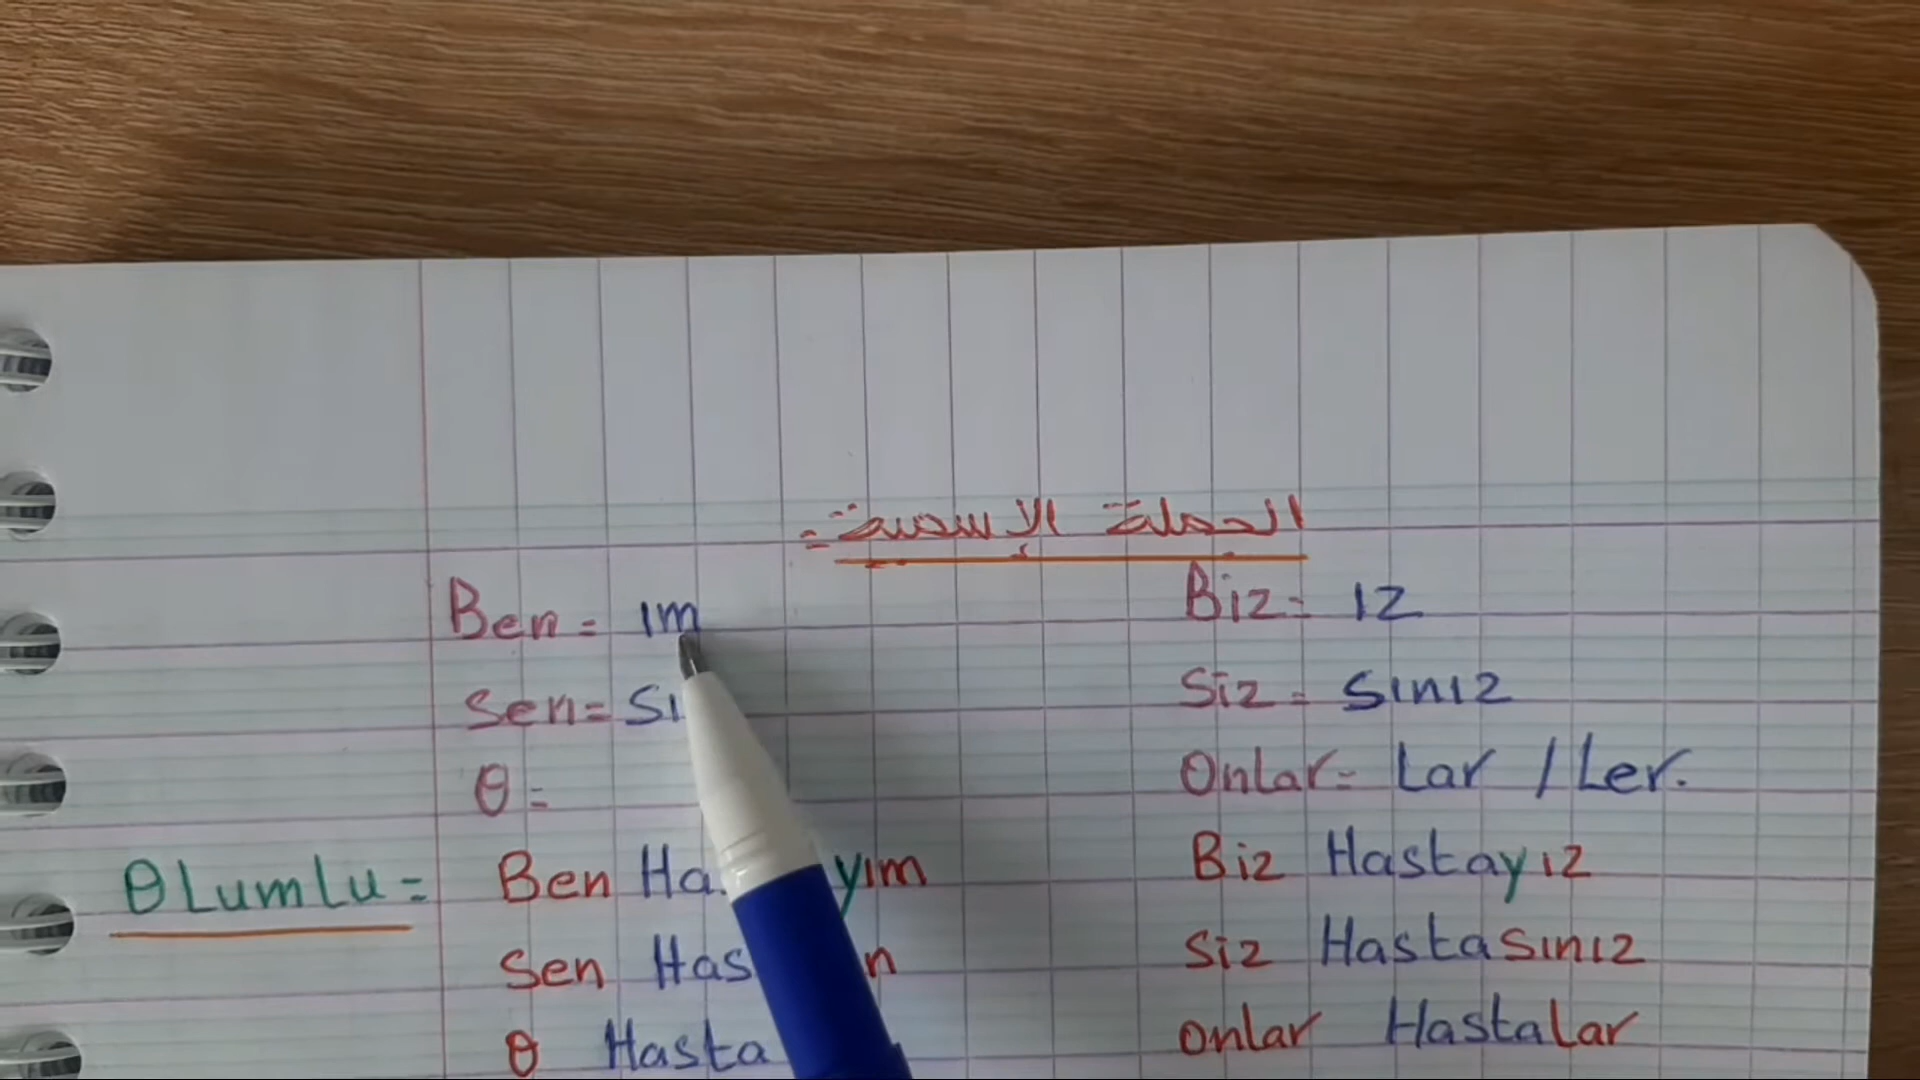 الجملة الإسمية:
Ben = ım
Biz = ız
Sen = sı
Siz = sınız
O =
Onlar = Lar / Ler.
OLumLu = Ben Ha yım
Biz Hastayız
Sen Has n
Siz Hastasınız
O Hasta
onlar Hastalar